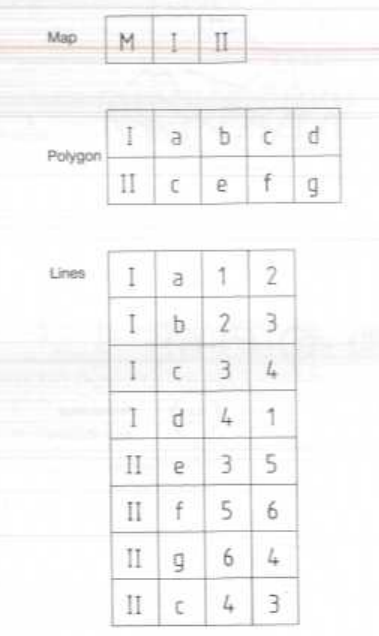 Map M I II
I a b c d
Polygon
II c e f g
Lines I a 1 2
I b 2 3
I c 3 4
I d 4 1
II e 3 5
II f 5 6
II g 6 4
II c 4 3